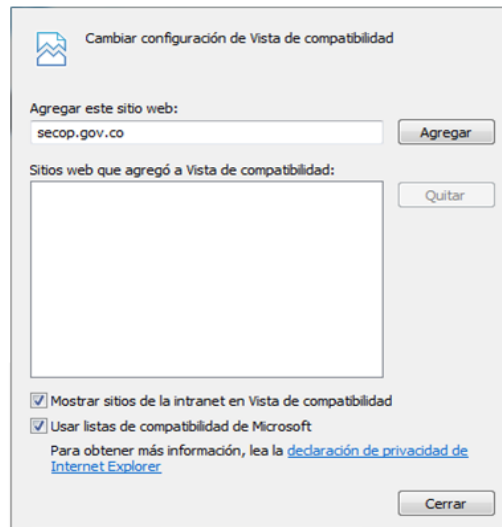 Cambiar configuración de Vista de compatibilidad
Agregar este sitio web:
secop.gov.co
Agregar
Sitios web que agregó a Vista de compatibilidad:
Quitar
Mostrar sitios de la intranet en Vista de compatibilidad
Usar listas de compatibilidad de Microsoft
Para obtener más información, lea la declaración de privacidad de
Internet Explorer
Cerrar